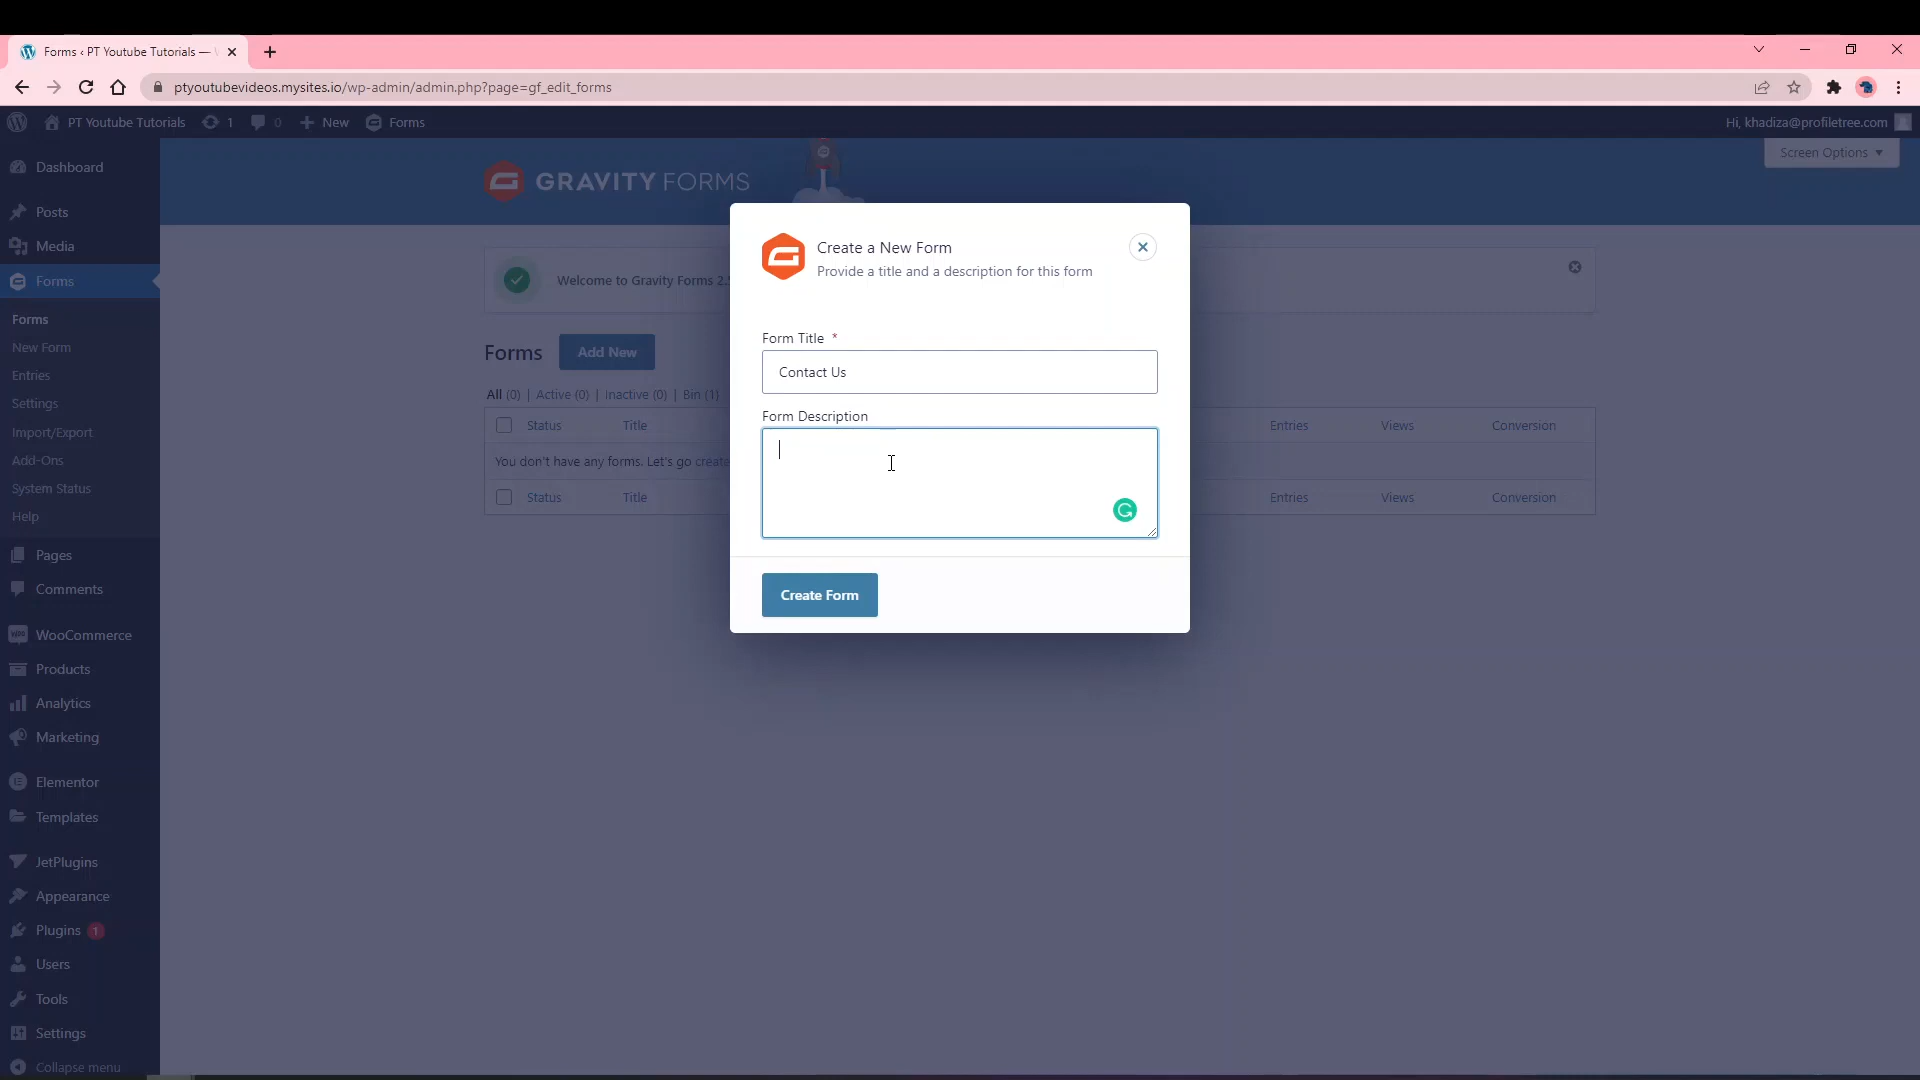 Forms ‹ PT Youtube Tutorials —
ptyoutubevideos.mysites.io/wp-admin/admin.php?page=gf_edit_forms
PT Youtube Tutorials 1 0 New Forms
Hi, khadiza@profiletree.com
Screen Options
Dashboard
Posts
Media
Forms
Forms
New Form
Entries
Settings
Import/Export
Add-Ons
System Status
Help
Pages
Comments
WooCommerce
Products
Analytics
Marketing
Elementor
Templates
JetPlugins
Appearance
Plugins 1
Users
Tools
Settings
Collapse menu
GRAVITY FORMS
Welcome to Gravity Forms 2.
Forms Add New
All (0) | Active (0) | Inactive (0) | Bin (1)
Status Title Entries Views Conversion
You don't have any forms. Let's go create
Status Title Entries Views Conversion
Create a New Form
Provide a title and a description for this form
Form Title *
Contact Us
Form Description
Create Form